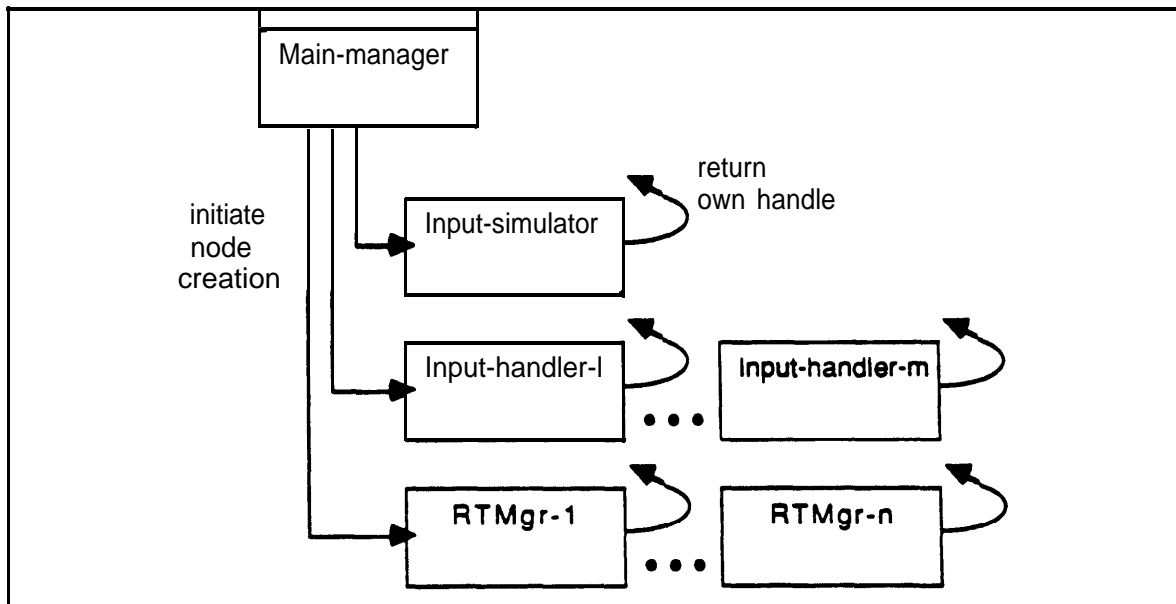 Main-manager
return
own handle
initiate
node
creation
Input-simulator
Input-handler-l
Input-handler-m
RTMgr-1
RTMgr-n